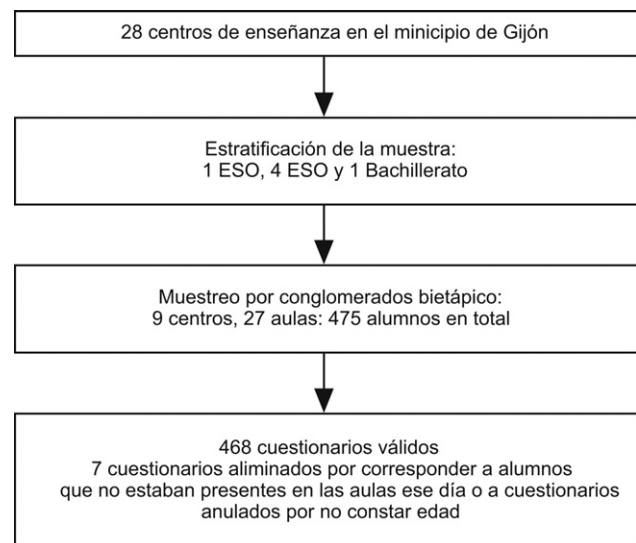 28 centros de enseñanza en el minicipio de Gijón
Estratificación de la muestra:
1 ESO, 4 ESO y 1 Bachillerato
Muestreo por conglomerados bietápico:
9 centros, 27 aulas: 475 alumnos en total
468 cuestionarios válidos
7 cuestionarios aliminados por corresponder a alumnos
que no estaban presentes en las aulas ese día o a cuestionarios
anulados por no constar edad